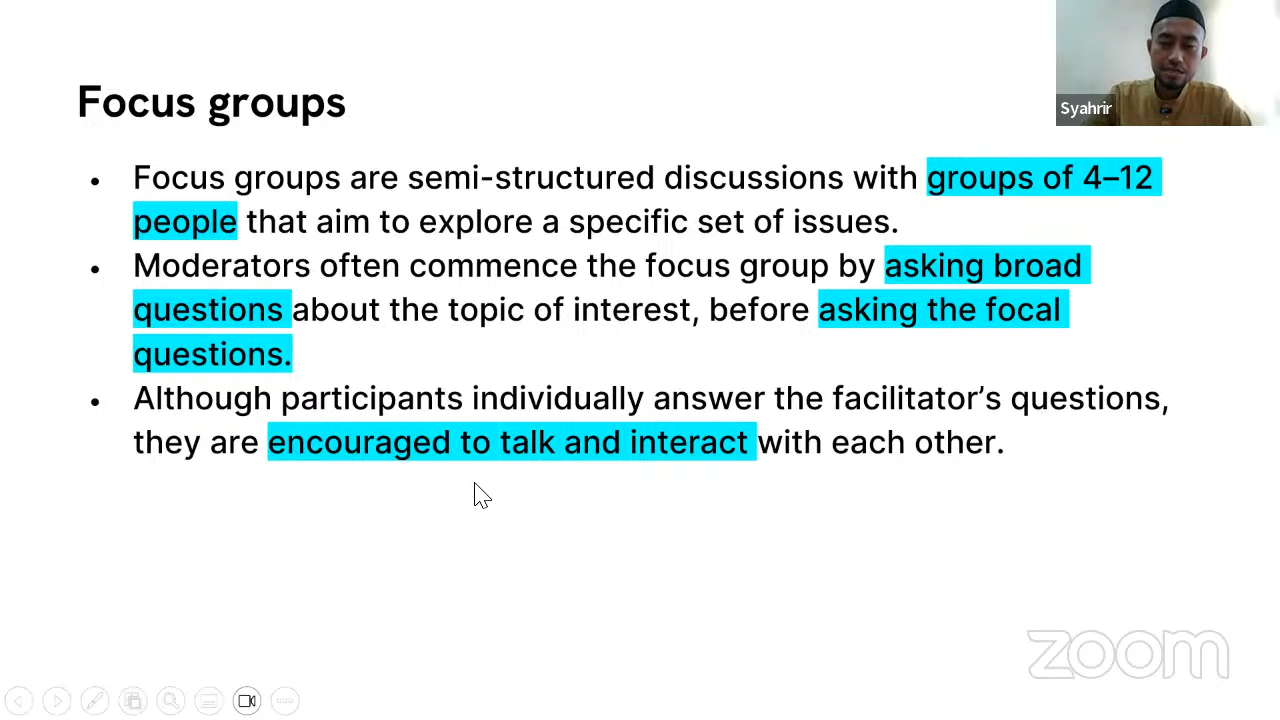 Syahrir
Focus groups
• Focus groups are semi-structured discussions with groups of 4–12
people that aim to explore a specific set of issues.
• Moderators often commence the focus group by asking broad
questions about the topic of interest, before asking the focal
questions.
• Although participants individually answer the facilitator’s questions,
they are encouraged to talk and interact with each other.
zoom